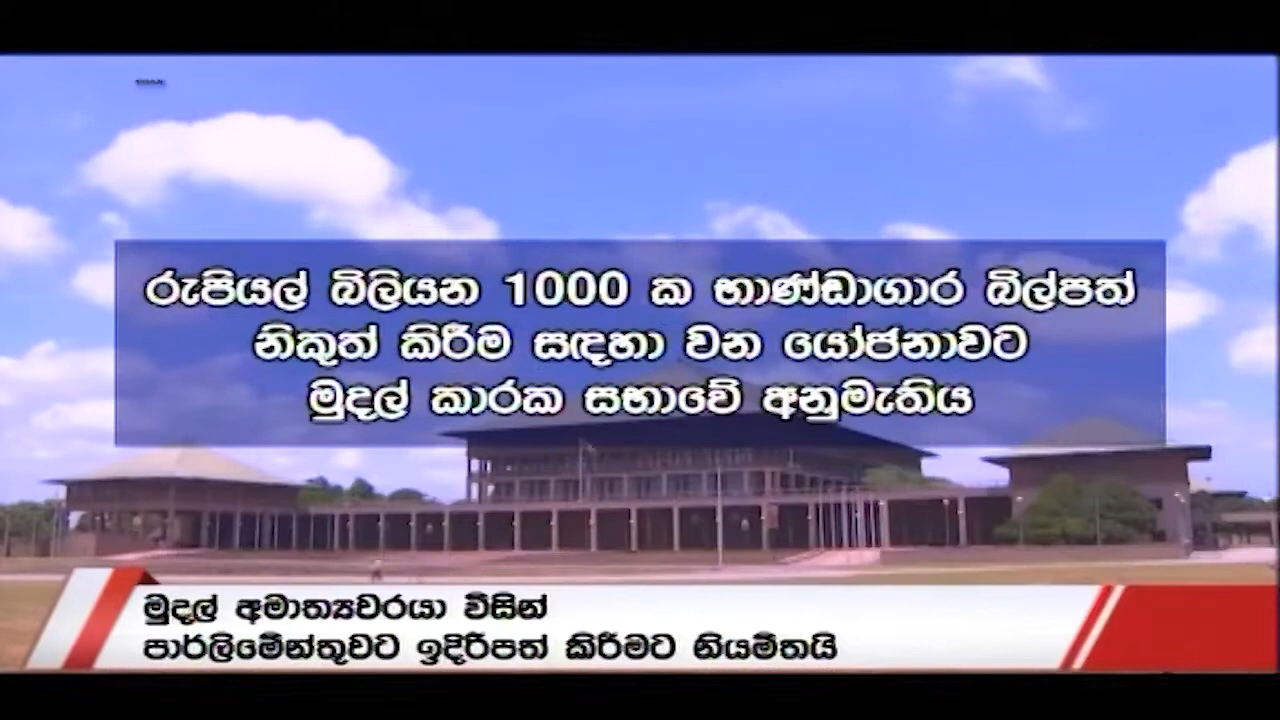 රුපියල් බිලියන 1000 ක භාණ්ඩාගාර බිල්පත්
නිකුත් කිරීම සඳහා වන යෝජනාවට
මුදල් කාරක සභාවේ අනුමැතිය
මුදල් අමාත්‍යවරයා විසින්
පාර්ලිමේන්තුවට ඉදිරිපත් කිරීමට නියමිතයි